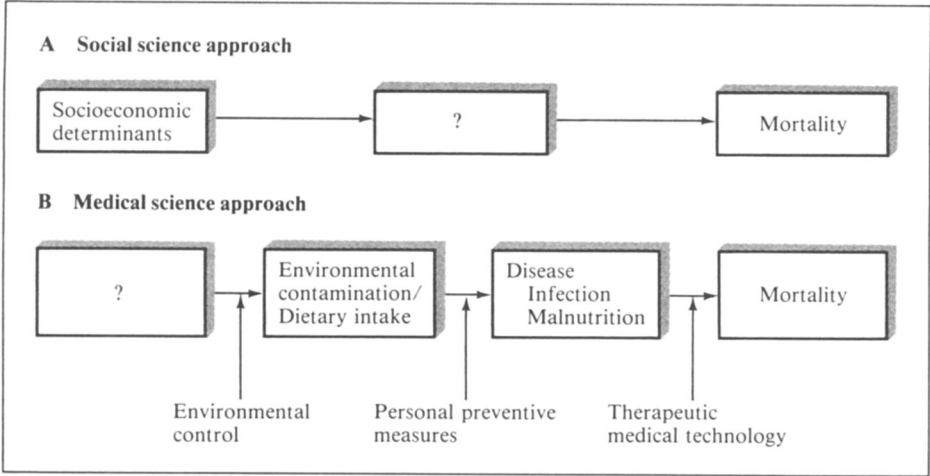 A Social science approach
Socioeconomic
determinants
?
Mortality
B Medical science approach
?
Environmental
contamination/
Dietary intake
Disease
Infection
Malnutrition
Mortality
Environmental
control
Personal preventive
measures
Therapeutic
medical technology